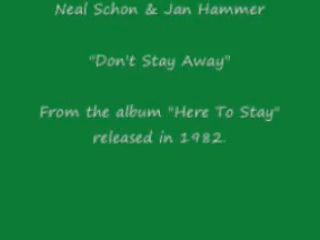 Neal Schon & Jan Hammer
"Don't Stay Away"
From the album "Here To Stay"
released in 1982.